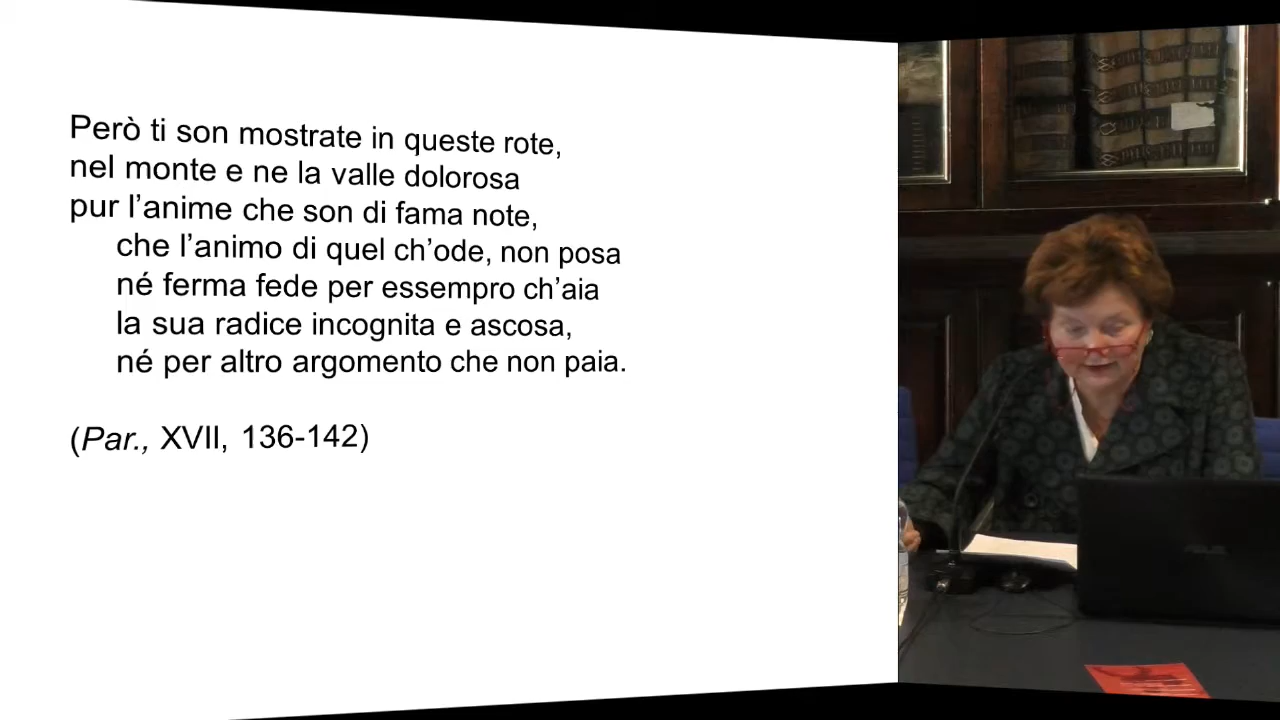 Però ti son mostrate in queste rote,
nel monte e ne la valle dolorosa
pur l’anime che son di fama note,
che l’animo di quel ch’ode, non posa
né ferma fede per essempro ch’aia
la sua radice incognita e ascosa,
né per altro argomento che non paia.
(Par., XVII, 136-142)